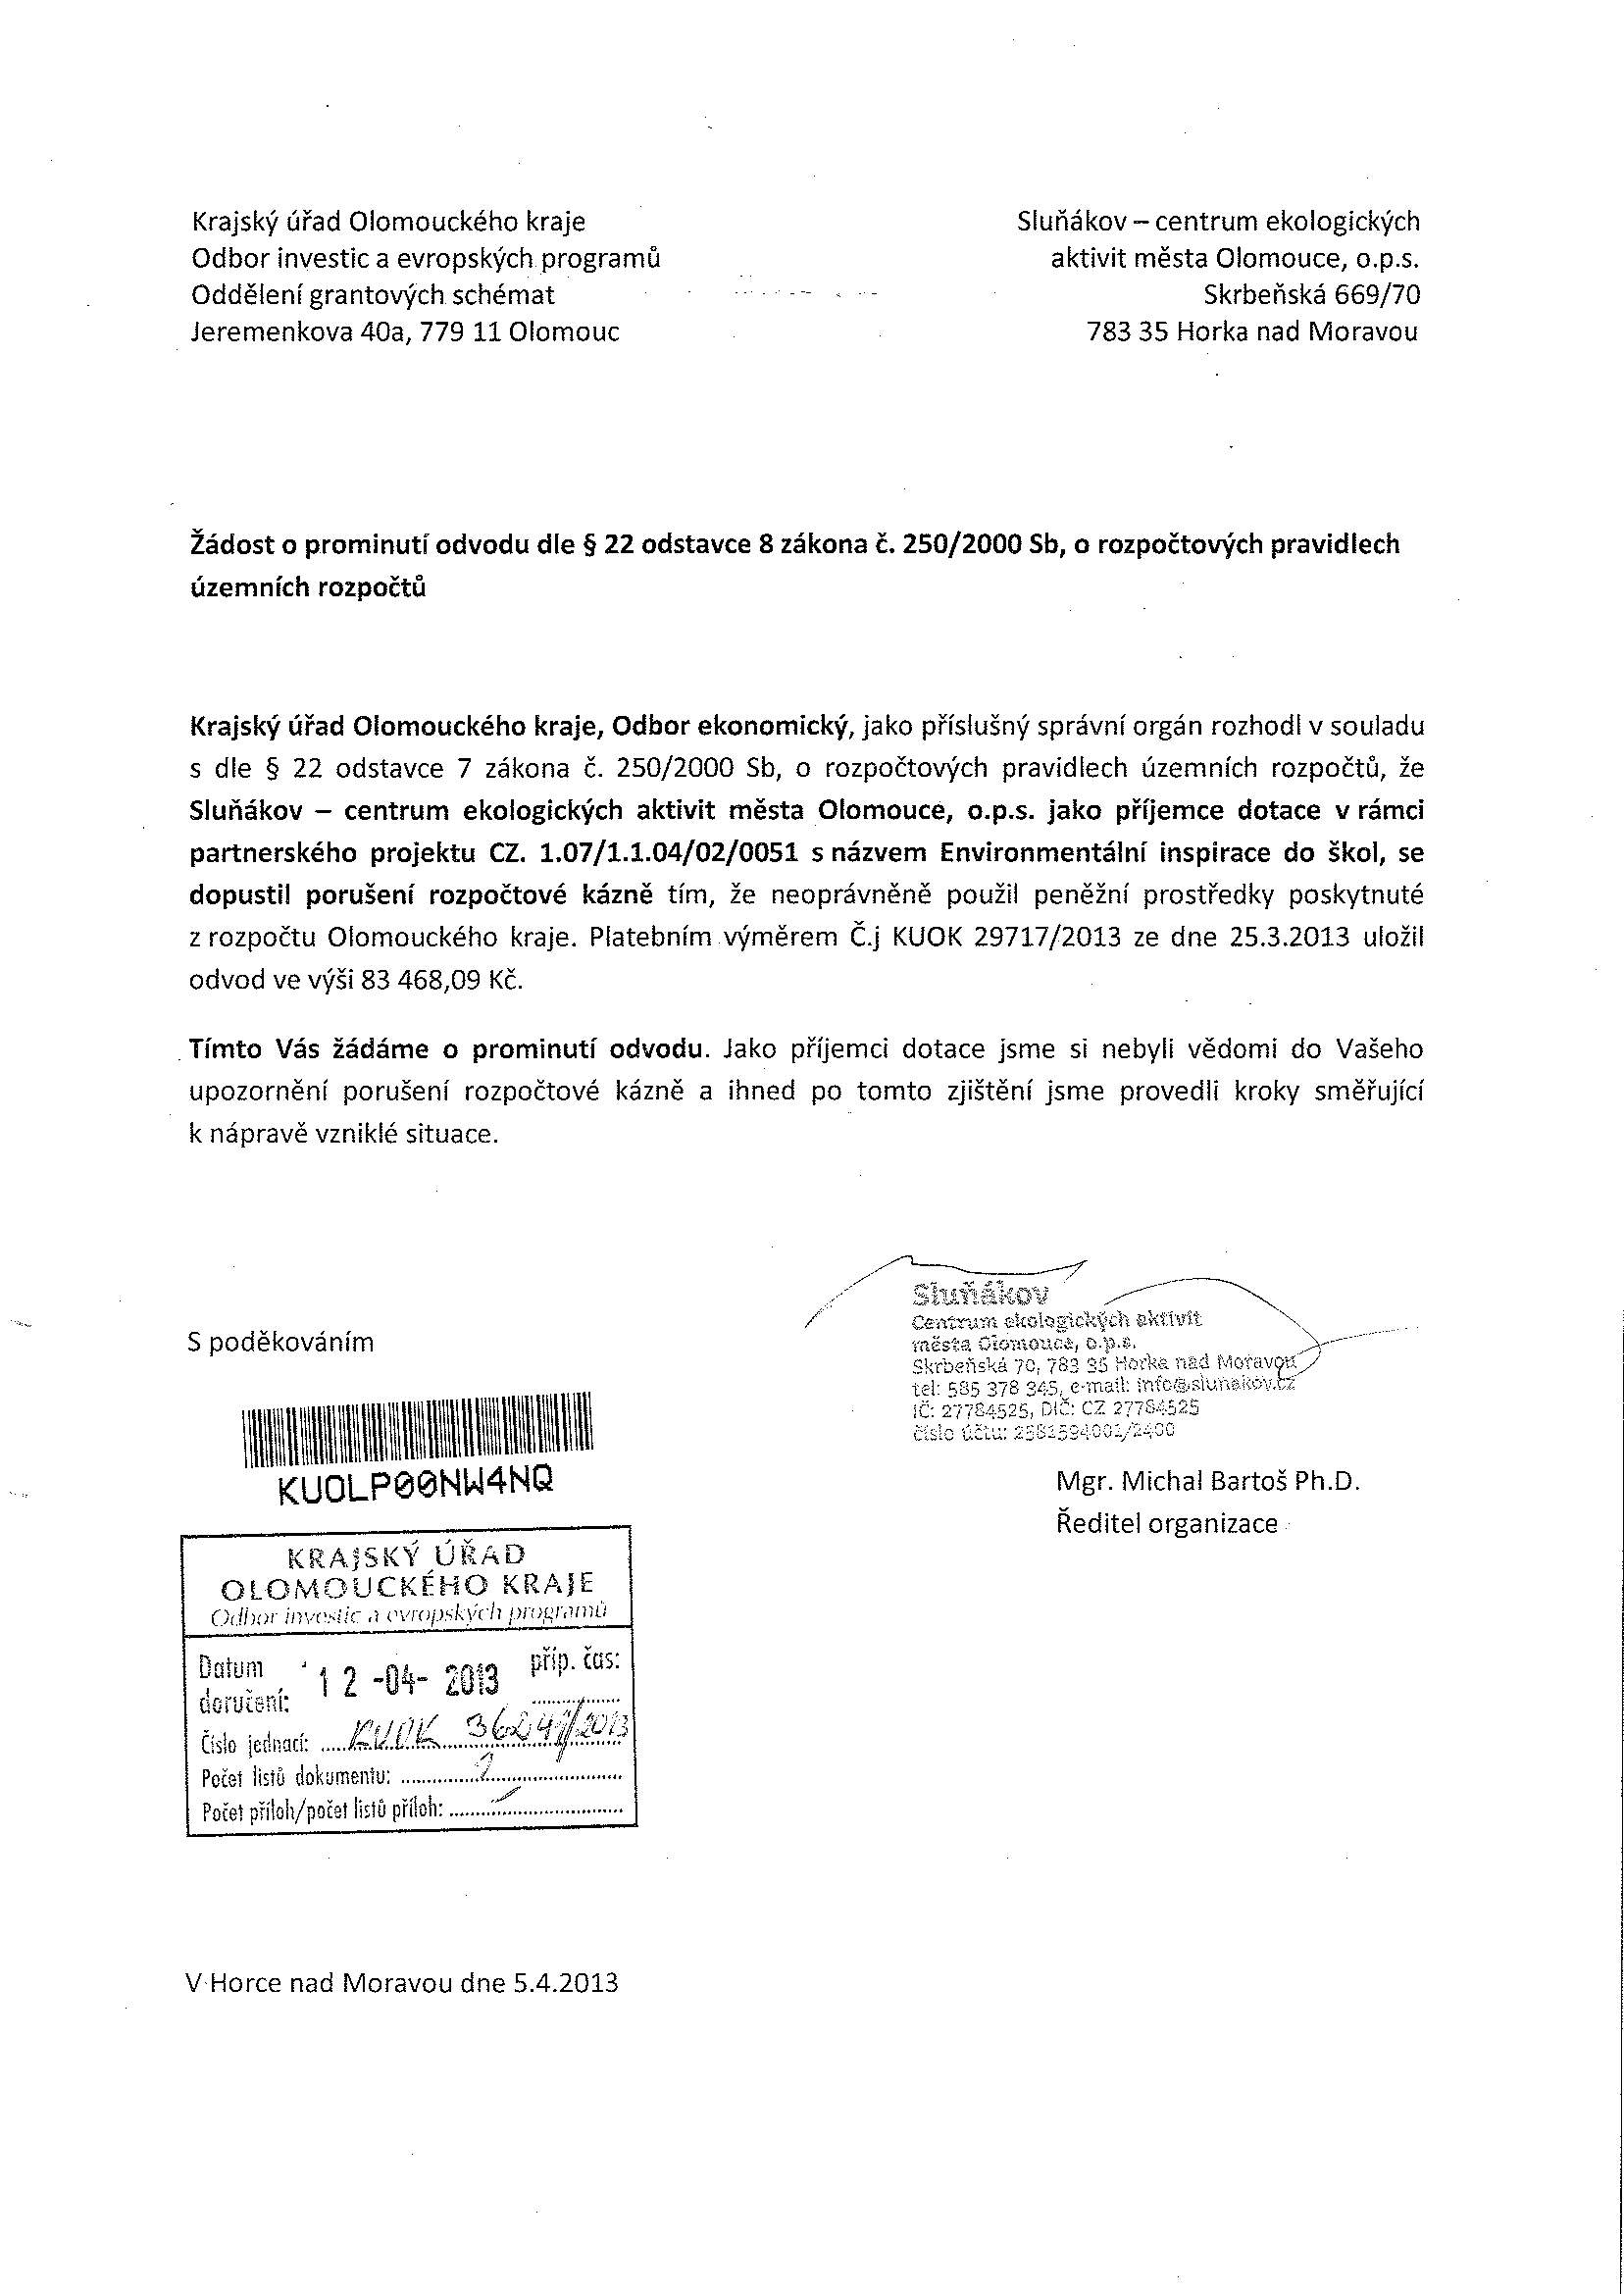 Krajský úřad Olomouckého kraje
Odbor investic a evropských programů
Oddělení grantových schémat
Jeremenkova 40a, 779 11 Olomouc
Sluňákov – centrum ekologických
aktivit města Olomouce, o.p.s.
Skrbeňská 669/70
783 35 Horka nad Moravou
Žádost o prominutí odvodu dle § 22 odstavce 8 zákona č. 250/2000 Sb, o rozpočtových pravidlech
územních rozpočtů
Krajský úřad Olomouckého kraje, Odbor ekonomický, jako příslušný správní orgán rozhodl v souladu
s dle § 22 odstavce 7 zákona č. 250/2000 Sb, o rozpočtových pravidlech územních rozpočtů, že
Sluňákov – centrum ekologických aktivit města Olomouce, o.p.s. jako příjemce dotace v rámci
partnerského projektu CZ. 1.07/1.1.04/02/0051 s názvem Environmentální inspirace do škol, se
dopustil porušení rozpočtové kázně tím, že neoprávněně použil peněžní prostředky poskytnuté
z rozpočtu Olomouckého kraje. Platebním výměrem Č.j KUOK 29717/2013 ze dne 25.3.2013 uložil
odvod ve výši 83 468,09 Kč.
Tímto Vás žádáme o prominutí odvodu. Jako příjemci dotace jsme si nebyli vědomi do Vašeho
upozornění porušení rozpočtové kázně a ihned po tomto zjištění jsme provedli kroky směřující
k nápravě vzniklé situace.
S poděkováním
Sluňákov
Centrum ekologických aktivit
města Olomouce, o.p.s.
Skrbeňská 70, 783 35 Horka nad Moravou
tel: 585 378 345, e-mail: info@slunakov.cz
IČ: 27784525, DIČ: CZ 27784525
číslo účtu:
Mgr. Michal Bartoš Ph.D.
Ředitel organizace
KUOLP00NW4NQ
KRAJSKÝ ÚŘAD
OLOMOUCKÉHO KRAJE
Odbor investic a evropských programů
Datum doručení: 12 -04- 2013 příp. čas:
Číslo jednací: KUOK /2013
Počet listů dokumentu: 1
Počet příloh/počet listů příloh:
V Horce nad Moravou dne 5.4.2013